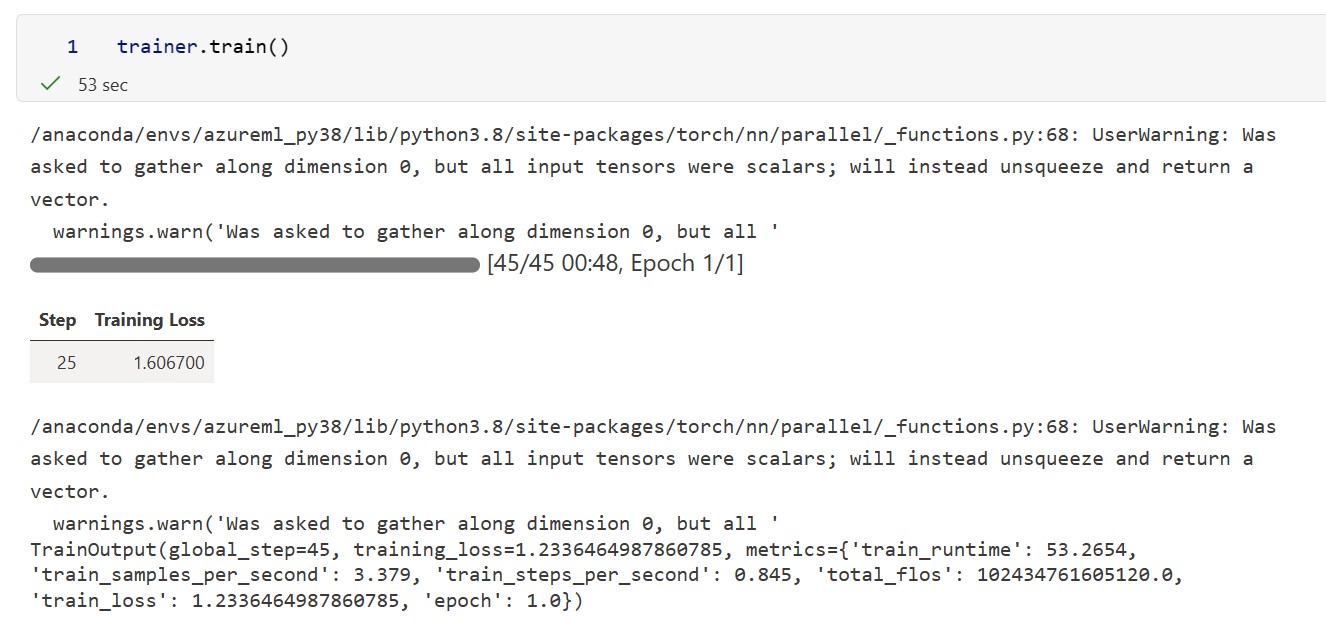 1 trainer.train()
53 sec
/anaconda/envs/azureml_py38/lib/python3.8/site-packages/torch/nn/parallel/_functions.py:68: UserWarning: Was
asked to gather along dimension 0, but all input tensors were scalars; will instead unsqueeze and return a
vector.
  warnings.warn('Was asked to gather along dimension 0, but all '
[45/45 00:48, Epoch 1/1]
Step Training Loss
25 1.606700
/anaconda/envs/azureml_py38/lib/python3.8/site-packages/torch/nn/parallel/_functions.py:68: UserWarning: Was
asked to gather along dimension 0, but all input tensors were scalars; will instead unsqueeze and return a
vector.
  warnings.warn('Was asked to gather along dimension 0, but all '
TrainOutput(global_step=45, training_loss=1.2336464987860785, metrics={'train_runtime': 53.2654,
'train_samples_per_second': 3.379, 'train_steps_per_second': 0.845, 'total_flos': 102434761605120.0,
'train_loss': 1.2336464987860785, 'epoch': 1.0})